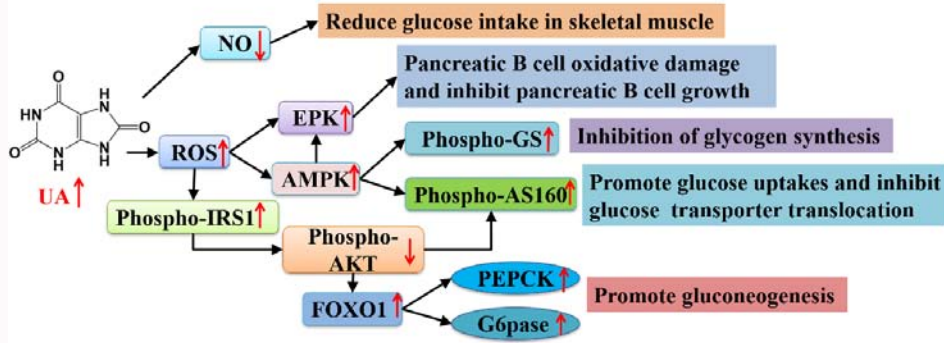 Reduce glucose intake in skeletal muscle
NO
Pancreatic B cell oxidative damage
and inhibit pancreatic B cell growth
O
H
N
HN
O
O
N
H
N
H
EPK
Phospho-GS
Inhibition of glycogen synthesis
ROS
AMPK
UA
Phospho-AS160
Promote glucose uptakes and inhibit
glucose transporter translocation
Phospho-IRS1
Phospho-
AKT
PEPCK
FOXO1
Promote gluconeogenesis
G6pase